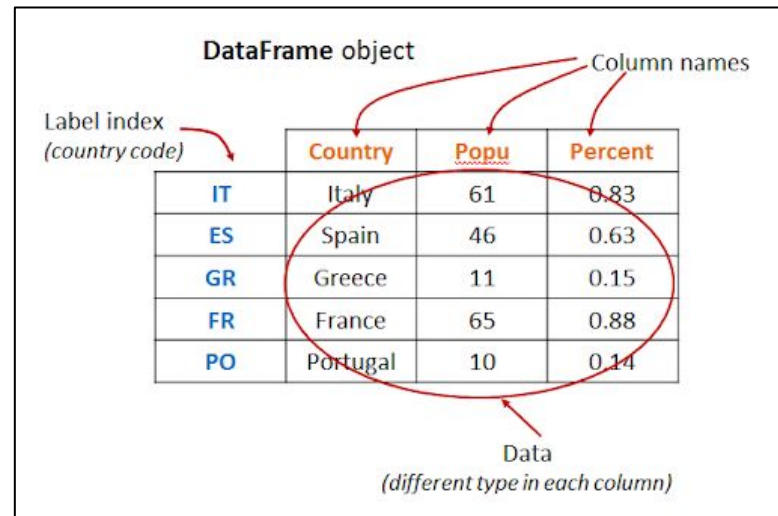 DataFrame object
Column names
Label index
(country code)
Country Popu Percent
IT Italy 61 0.83
ES Spain 46 0.63
GR Greece 11 0.15
FR France 65 0.88
PO Portugal 10 0.14
Data
(different type in each column)